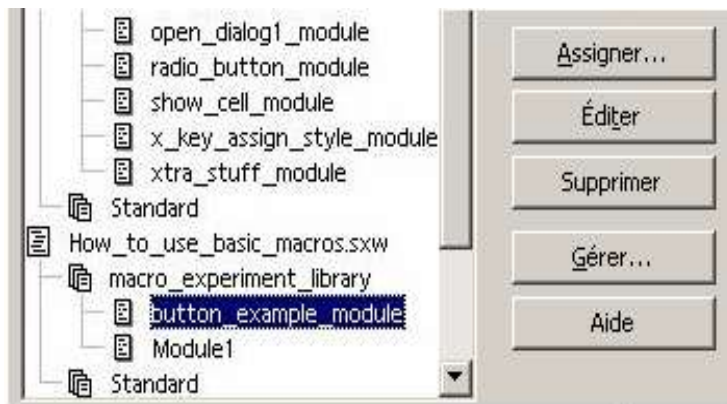 open_dialog1_module
radio_button_module
show_cell_module
x_key_assign_style_module
xtra_stuff_module
Standard
How_to_use_basic_macros.sxw
macro_experiment_library
button_example_module
Module1
Standard
Assigner...
Éditer
Supprimer
Gérer...
Aide